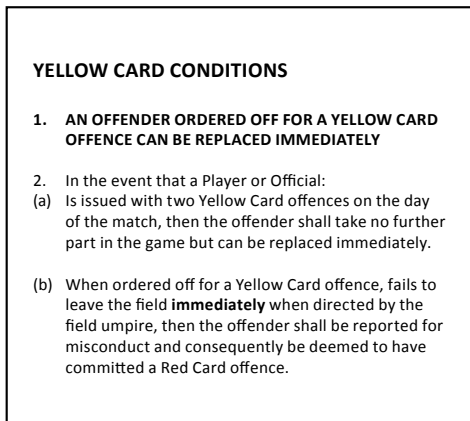 YELLOW CARD CONDITIONS
1. AN OFFENDER ORDERED OFF FOR A YELLOW CARD
OFFENCE CAN BE REPLACED IMMEDIATELY
2. In the event that a Player or Official:
(a) Is issued with two Yellow Card offences on the day
of the match, then the offender shall take no further
part in the game but can be replaced immediately.
(b) When ordered off for a Yellow Card offence, fails to
leave the field immediately when directed by the
field umpire, then the offender shall be reported for
misconduct and consequently be deemed to have
committed a Red Card offence.